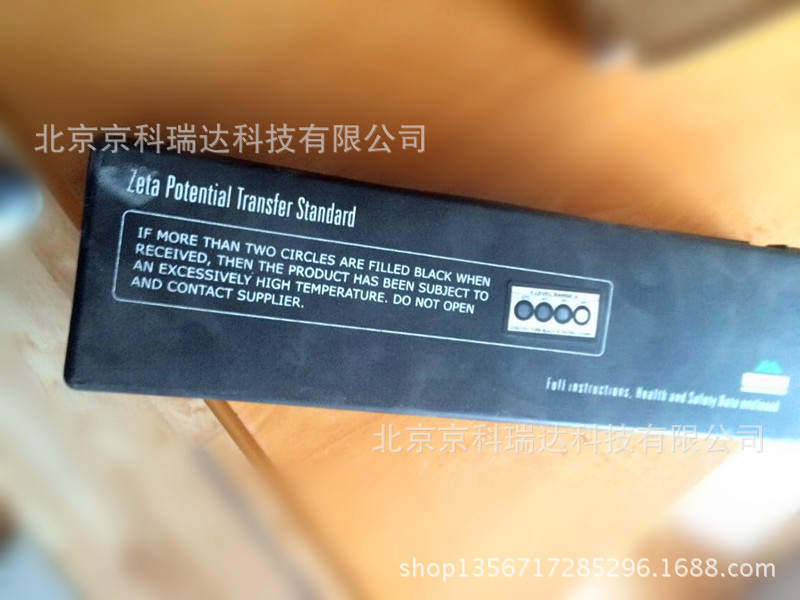 北京京科瑞达科技有限公司
Zeta Potential Transfer Standard
IF MORE THAN TWO CIRCLES ARE FILLED BLACK WHEN
RECEIVED, THEN THE PRODUCT HAS BEEN SUBJECT TO
AN EXCESSIVELY HIGH TEMPERATURE. DO NOT OPEN
AND CONTACT SUPPLIER.
Full instructions, Health and Safety Data enclosed
北京京科瑞达科技有限公司
shop1356717285296.1688.com